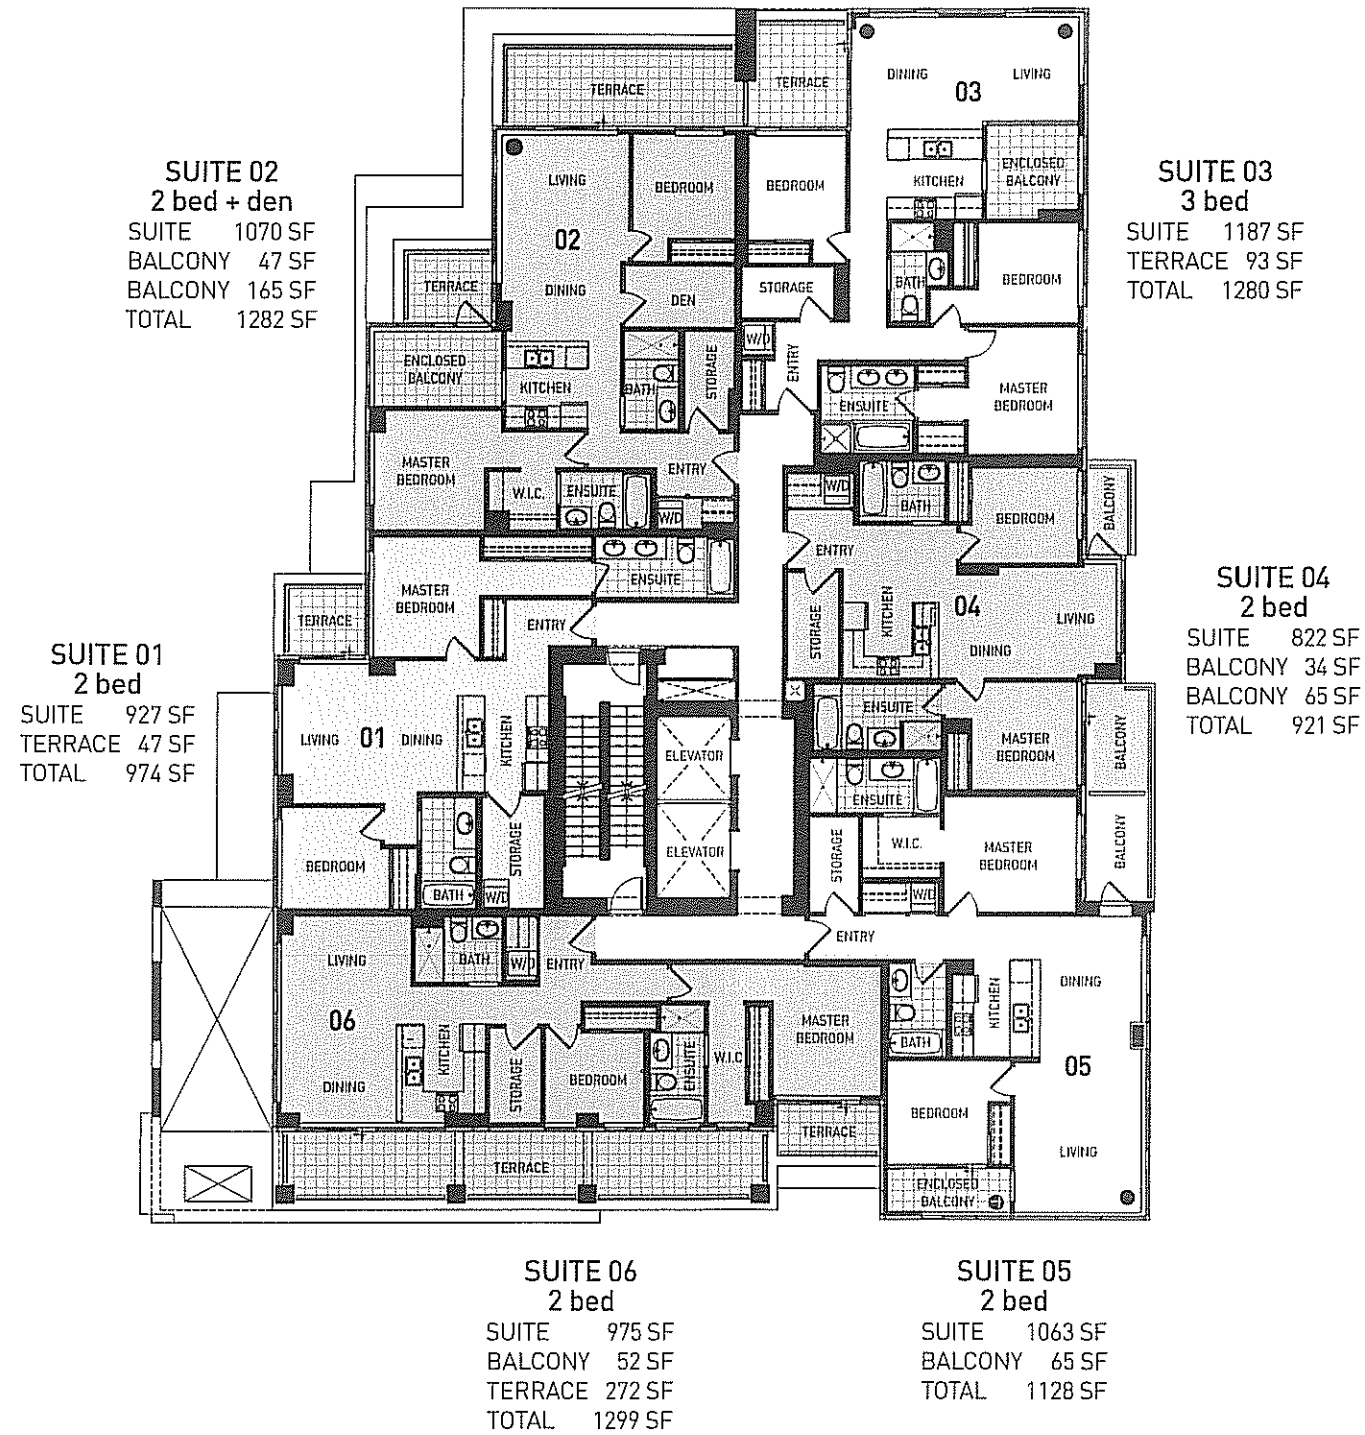 TERRACE
TERRACE
DINING
LIVING
03
ENCLOSED
BALCONY
KITCHEN
BEDROOM
BATH
BEDROOM
STORAGE
W/D
ENTRY
ENSUITE
MASTER
BEDROOM
SUITE 02
2 bed + den
SUITE 1070 SF
BALCONY 47 SF
BALCONY 165 SF
TOTAL 1282 SF
SUITE 03
3 bed
SUITE 1187 SF
TERRACE 93 SF
TOTAL 1280 SF
LIVING
BEDROOM
02
DINING
DEN
TERRACE
ENCLOSED
BALCONY
KITCHEN
BATH
STORAGE
MASTER
BEDROOM
W.I.C.
ENSUITE
ENTRY
W/D
W/D
BATH
BEDROOM
BALCONY
ENTRY
STORAGE
KITCHEN
04
LIVING
DINING
ENSUITE
MASTER
BEDROOM
BALCONY
SUITE 04
2 bed
SUITE 822 SF
BALCONY 34 SF
BALCONY 65 SF
TOTAL 921 SF
MASTER
BEDROOM
ENSUITE
ENTRY
TERRACE
SUITE 01
2 bed
SUITE 927 SF
TERRACE 47 SF
TOTAL 974 SF
LIVING
01
DINING
KITCHEN
BEDROOM
BATH
W/D
STORAGE
ELEVATOR
ELEVATOR
ENSUITE
STORAGE
W.I.C.
W/D
MASTER
BEDROOM
BALCONY
ENTRY
DINING
KITCHEN
BATH
05
BEDROOM
LIVING
ENCLOSED
BALCONY
LIVING
BATH
W/D
ENTRY
06
KITCHEN
DINING
STORAGE
BEDROOM
ENSUITE
W.I.C
MASTER
BEDROOM
TERRACE
TERRACE
SUITE 06
2 bed
SUITE 975 SF
BALCONY 52 SF
TERRACE 272 SF
TOTAL 1299 SF
SUITE 05
2 bed
SUITE 1063 SF
BALCONY 65 SF
TOTAL 1128 SF